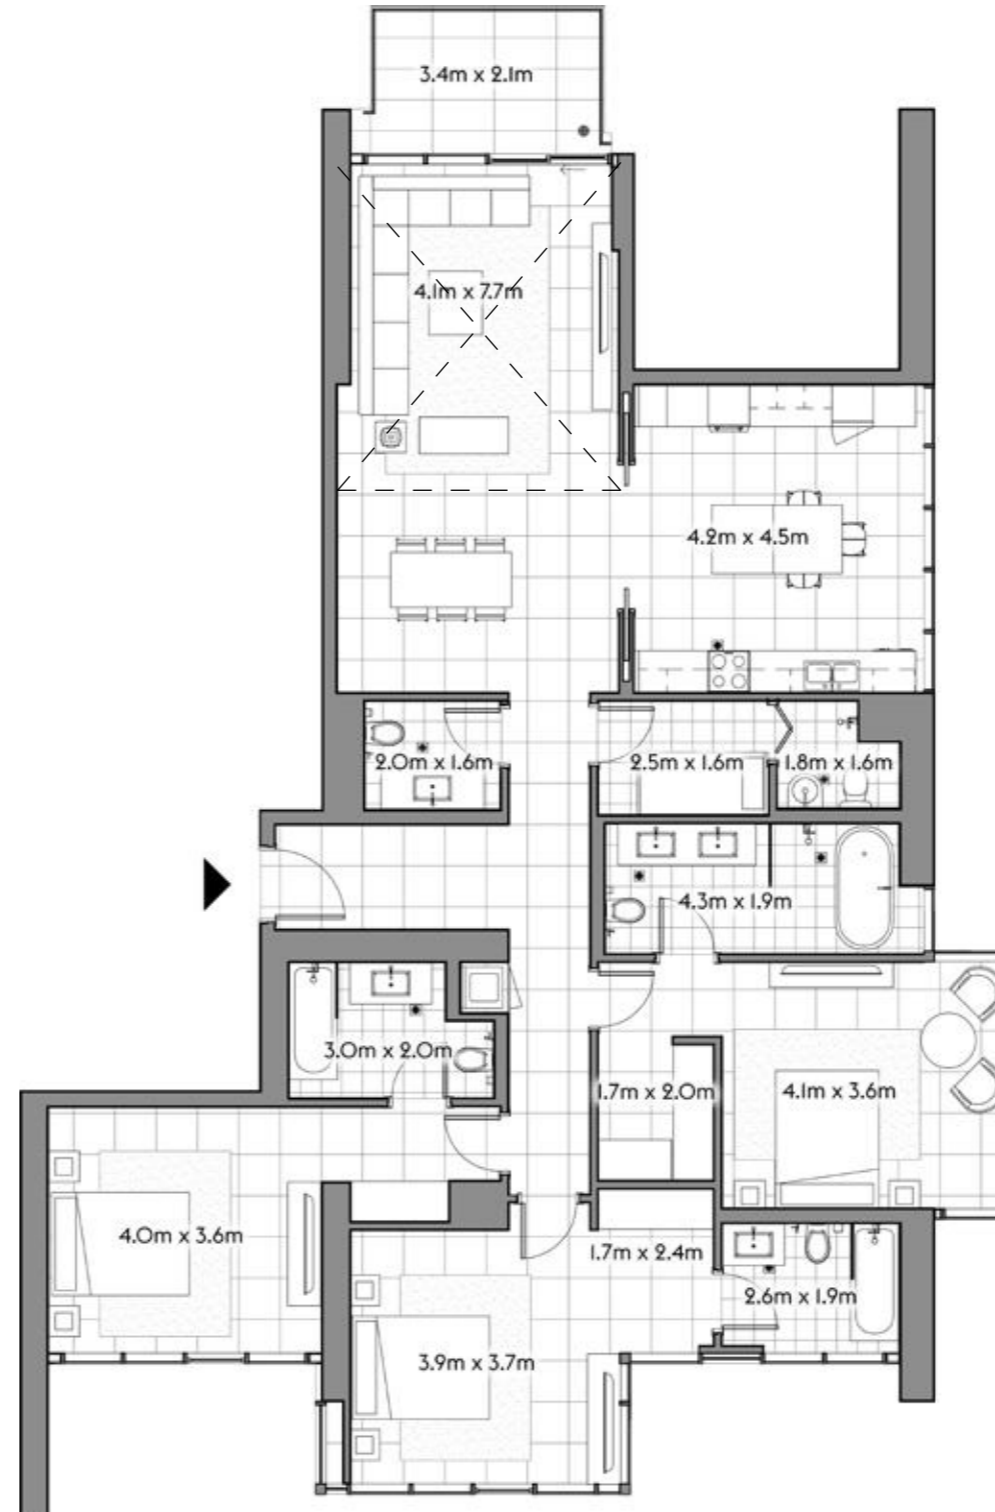 3.4m x 2.1m
4.1m x 7.7m
4.2m x 4.5m
2.0m x 1.6m
2.5m x 1.6m
1.8m x 1.6m
4.3m x 1.9m
3.0m x 2.0m
1.7m x 2.0m
4.1m x 3.6m
4.0m x 3.6m
1.7m x 2.4m
2.6m x 1.9m
3.9m x 3.7m